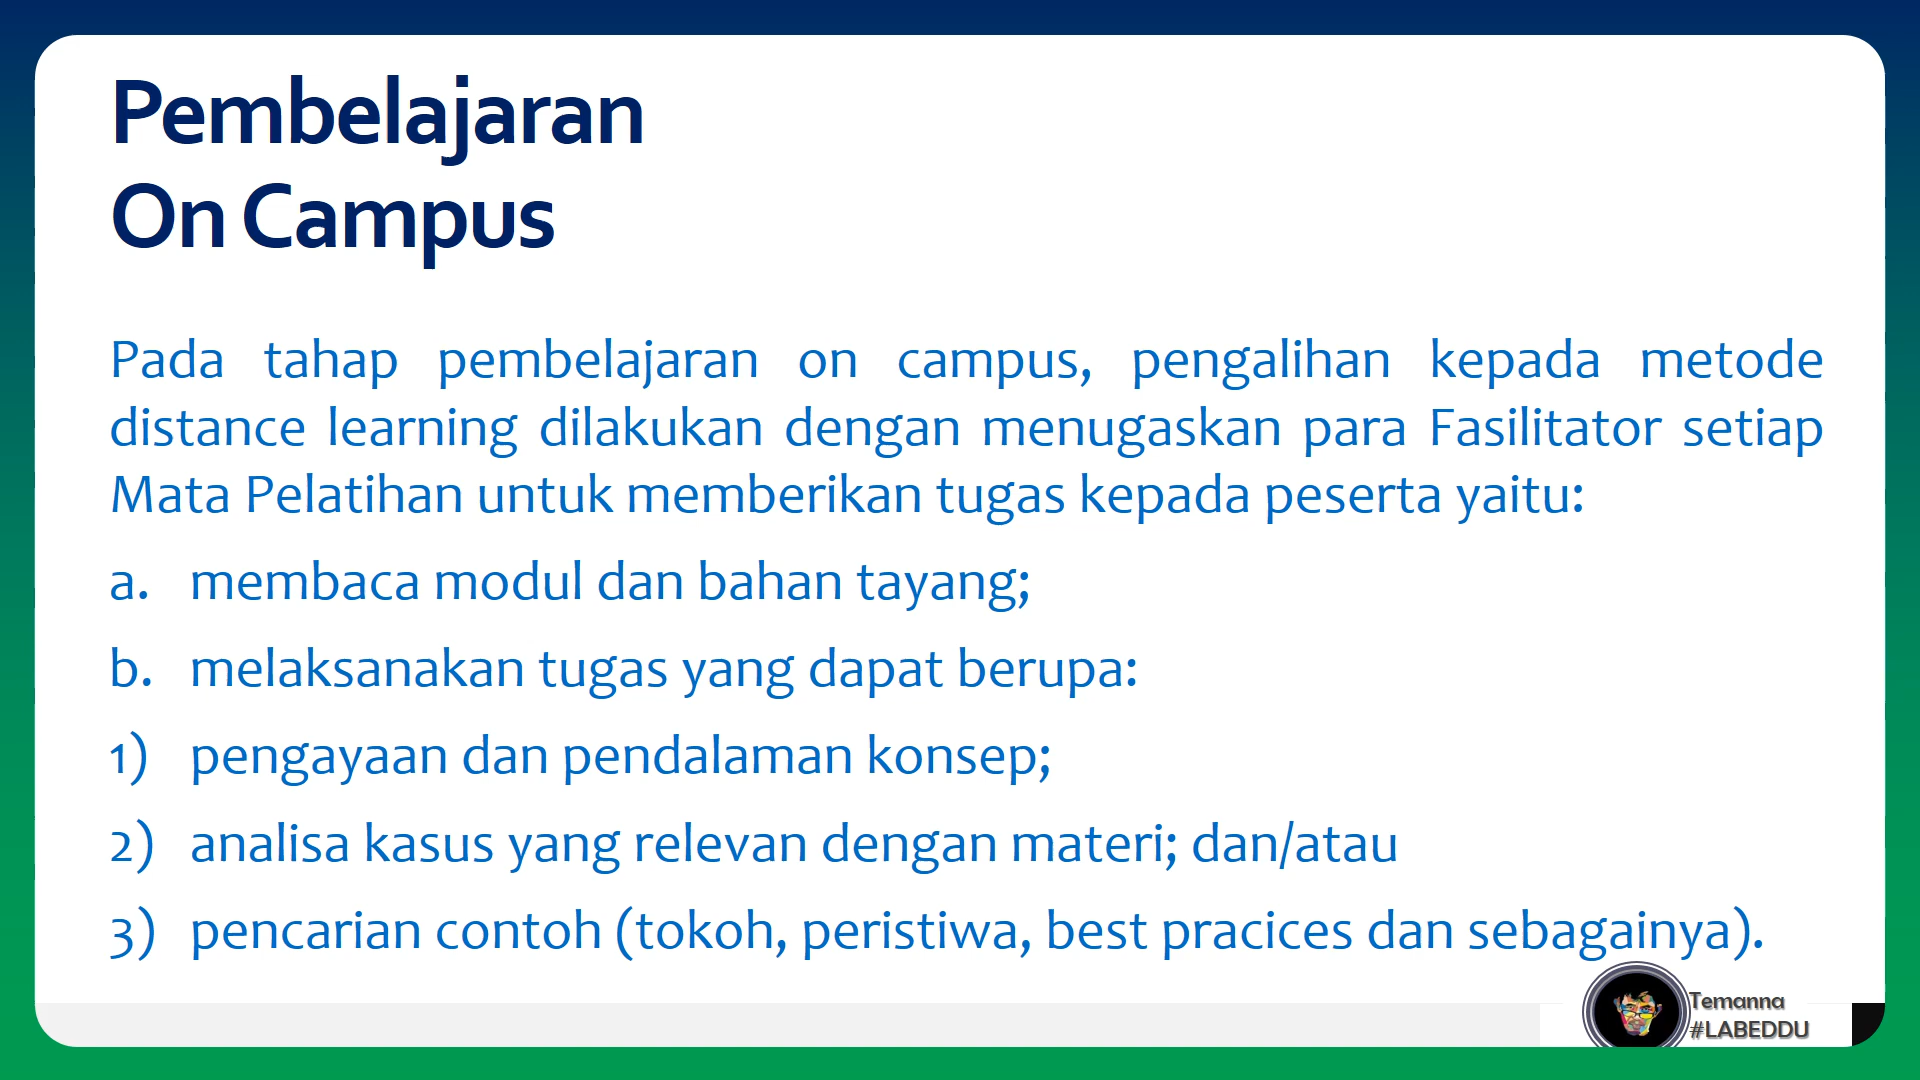 Pembelajaran
On Campus
Pada tahap pembelajaran on campus, pengalihan kepada metode
distance learning dilakukan dengan menugaskan para Fasilitator setiap
Mata Pelatihan untuk memberikan tugas kepada peserta yaitu:
a. membaca modul dan bahan tayang;
b. melaksanakan tugas yang dapat berupa:
1) pengayaan dan pendalaman konsep;
2) analisa kasus yang relevan dengan materi; dan/atau
3) pencarian contoh (tokoh, peristiwa, best pracices dan sebagainya).
Temanna
#LABEDDU